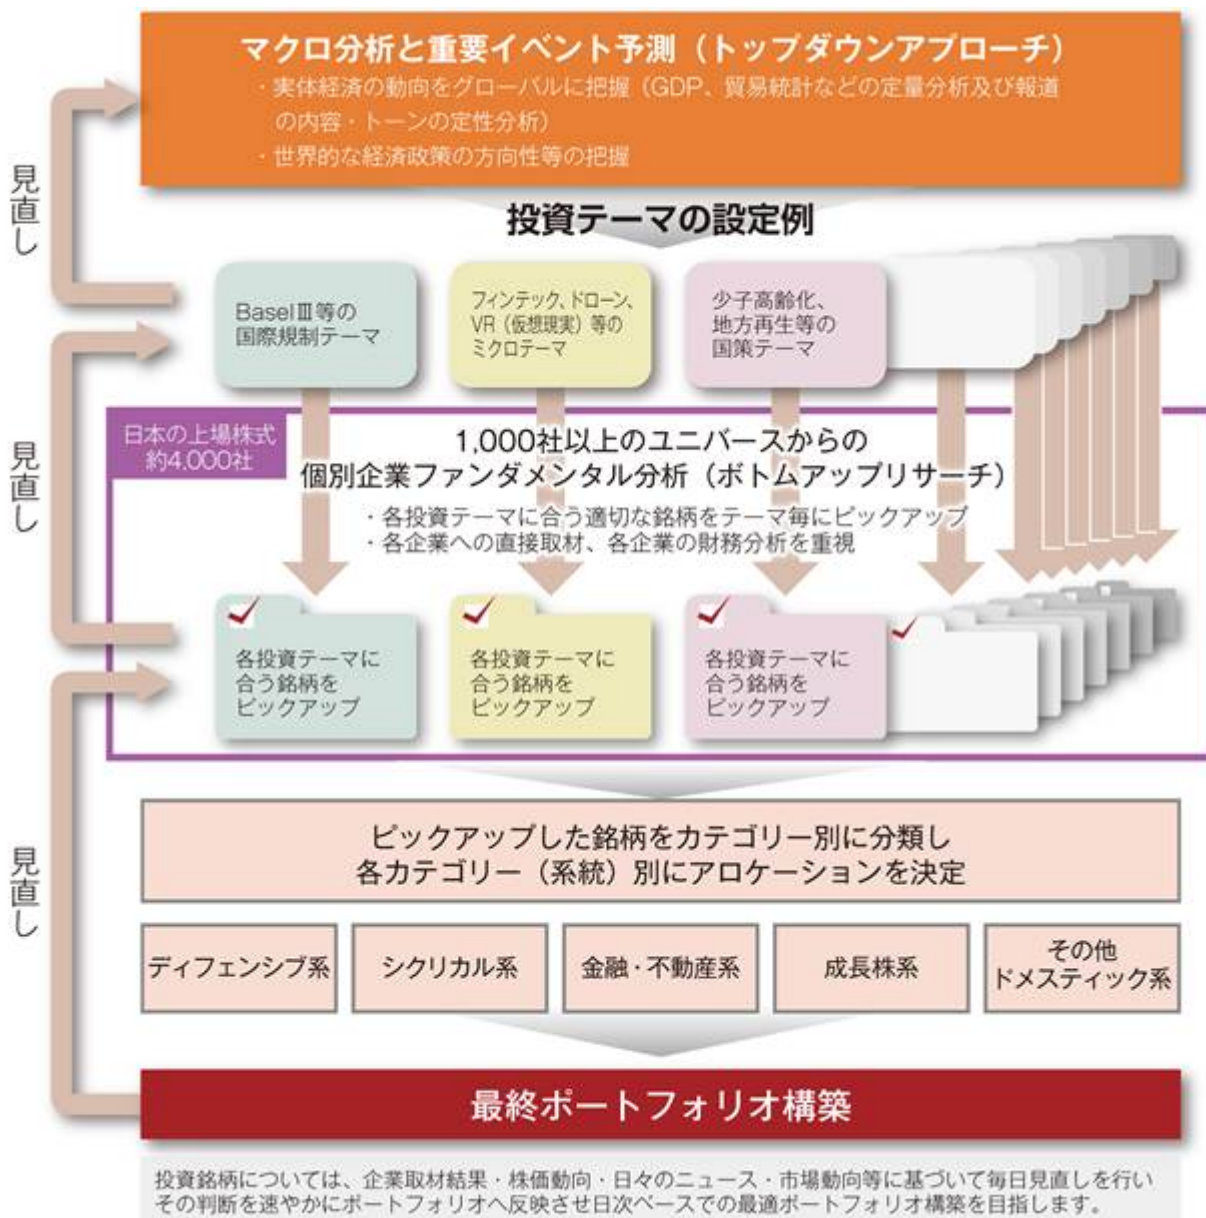 マクロ分析と重要イベント予測（トップダウンアプローチ）
・実体経済の動向をグローバルに把握（GDP、貿易統計などの定量分析及び報道
の内容・トーンの定性分析）
・世界的な経済政策の方向性等の把握
見直し
投資テーマの設定例
BaselⅢ等の
国際規制テーマ
フィンテック、ドローン、
VR（仮想現実）等の
ミクロテーマ
少子高齢化、
地方再生等の
国策テーマ
見直し
日本の上場株式
約4,000社
1,000社以上のユニバースからの
個別企業ファンダメンタル分析（ボトムアップリサーチ）
・各投資テーマに合う適切な銘柄をテーマ毎にピックアップ
・各企業への直接取材、各企業の財務分析を重視
各投資テーマに
合う銘柄を
ピックアップ
各投資テーマに
合う銘柄を
ピックアップ
各投資テーマに
合う銘柄を
ピックアップ
見直し
ピックアップした銘柄をカテゴリー別に分類し
各カテゴリー（系統）別にアロケーションを決定
ディフェンシブ系
シクリカル系
金融・不動産系
成長株系
その他
ドメスティック系
最終ポートフォリオ構築
投資銘柄については、企業取材結果・株価動向・日々のニュース・市場動向等に基づいて毎日見直しを行い
その判断を速やかにポートフォリオへ反映させ日次ベースでの最適ポートフォリオ構築を目指します。